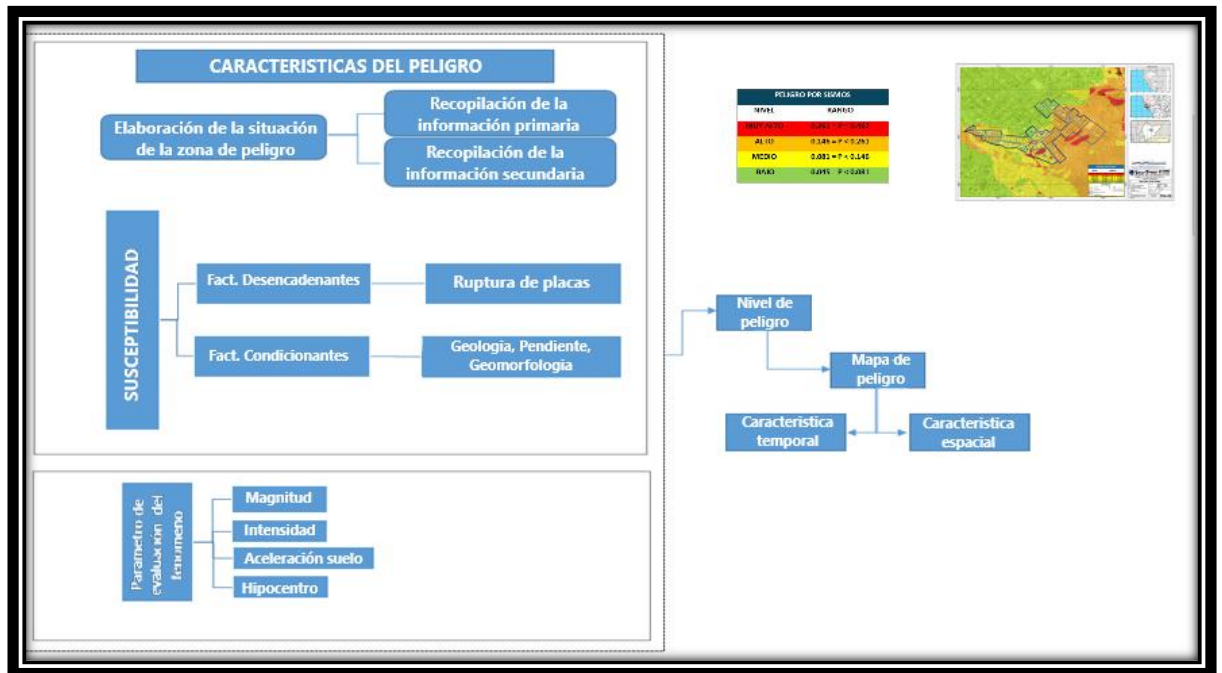 CARACTERISTICAS DEL PELIGRO
Elaboración de la situación
de la zona de peligro
Recopilación de la
información primaria
Recopilación de la
información secundaria
SUSCEPTIBILIDAD
Fact. Desencadenantes
Ruptura de placas
Fact. Condicionantes
Geologia, Pendiente,
Geomorfologia
Parametro de
evaluación del
fenomeno
Magnitud
Intensidad
Aceleración suelo
Hipocentro
PELIGRO POR SISMOS
NIVEL RANGO
MUY ALTO
ALTO
MEDIO
BAJO
Nivel de
peligro
Mapa de
peligro
Caracteristica
temporal
Caracteristica
espacial